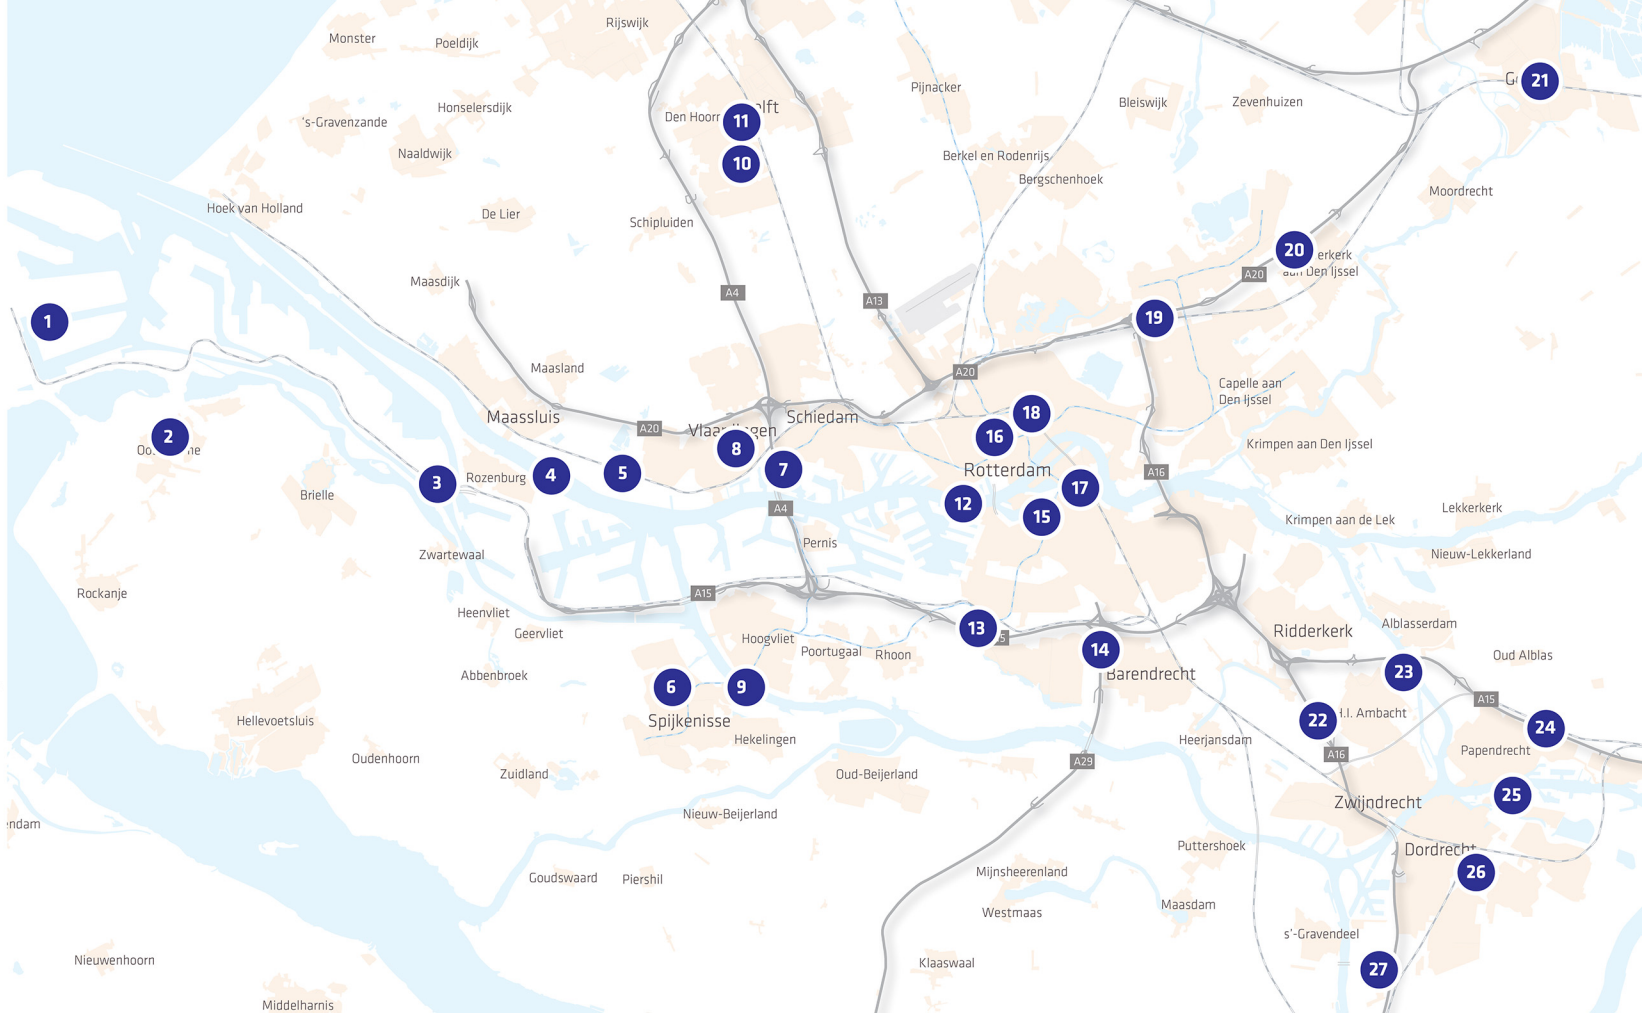 Rijswijk
Monster
Poeldijk
21
Pijnacker
Bleiswijk
Zevenhuizen
Honselersdijk
Den Hoorn
11
's-Gravenzande
Naaldwijk
Berkel en Rodenrijs
10
Bergschenhoek
Moordrecht
Hoek van Holland
De Lier
Schipluiden
20
erkerk
aan Den Ijssel
A20
Maasdijk
A4
A13
1
19
Maasland
A20
Capelle aan
Den Ijssel
Maassluis
Schiedam
18
A20
Vlaardingen
16
2
8
Krimpen aan Den Ijssel
7
Rotterdam
A16
3
Rozenburg
4
5
17
Brielle
12
A4
15
Lekkerkerk
Krimpen aan de Lek
Pernis
Zwartewaal
Nieuw-Lekkerland
Rockanje
A15
Heenvliet
Geervliet
Hoogvliet
13
5
Ridderkerk
Alblasserdam
Poortugaal
Rhoon
14
Oud Alblas
Abbenbroek
6
9
Barendrecht
23
A15
Hellevoetsluis
Spijkenisse
22
H.I. Ambacht
24
Hekelingen
Heerjansdam
Papendrecht
Oudenhoorn
A29
A16
Zuidland
Oud-Beijerland
25
Zwijndrecht
Nieuw-Beijerland
endam
Puttershoek
Dordrecht
26
Goudswaard
Piershil
Mijnsheerenland
Maasdam
Westmaas
s'-Gravendeel
Nieuwenhoorn
Klaaswaal
27
Middelharnis